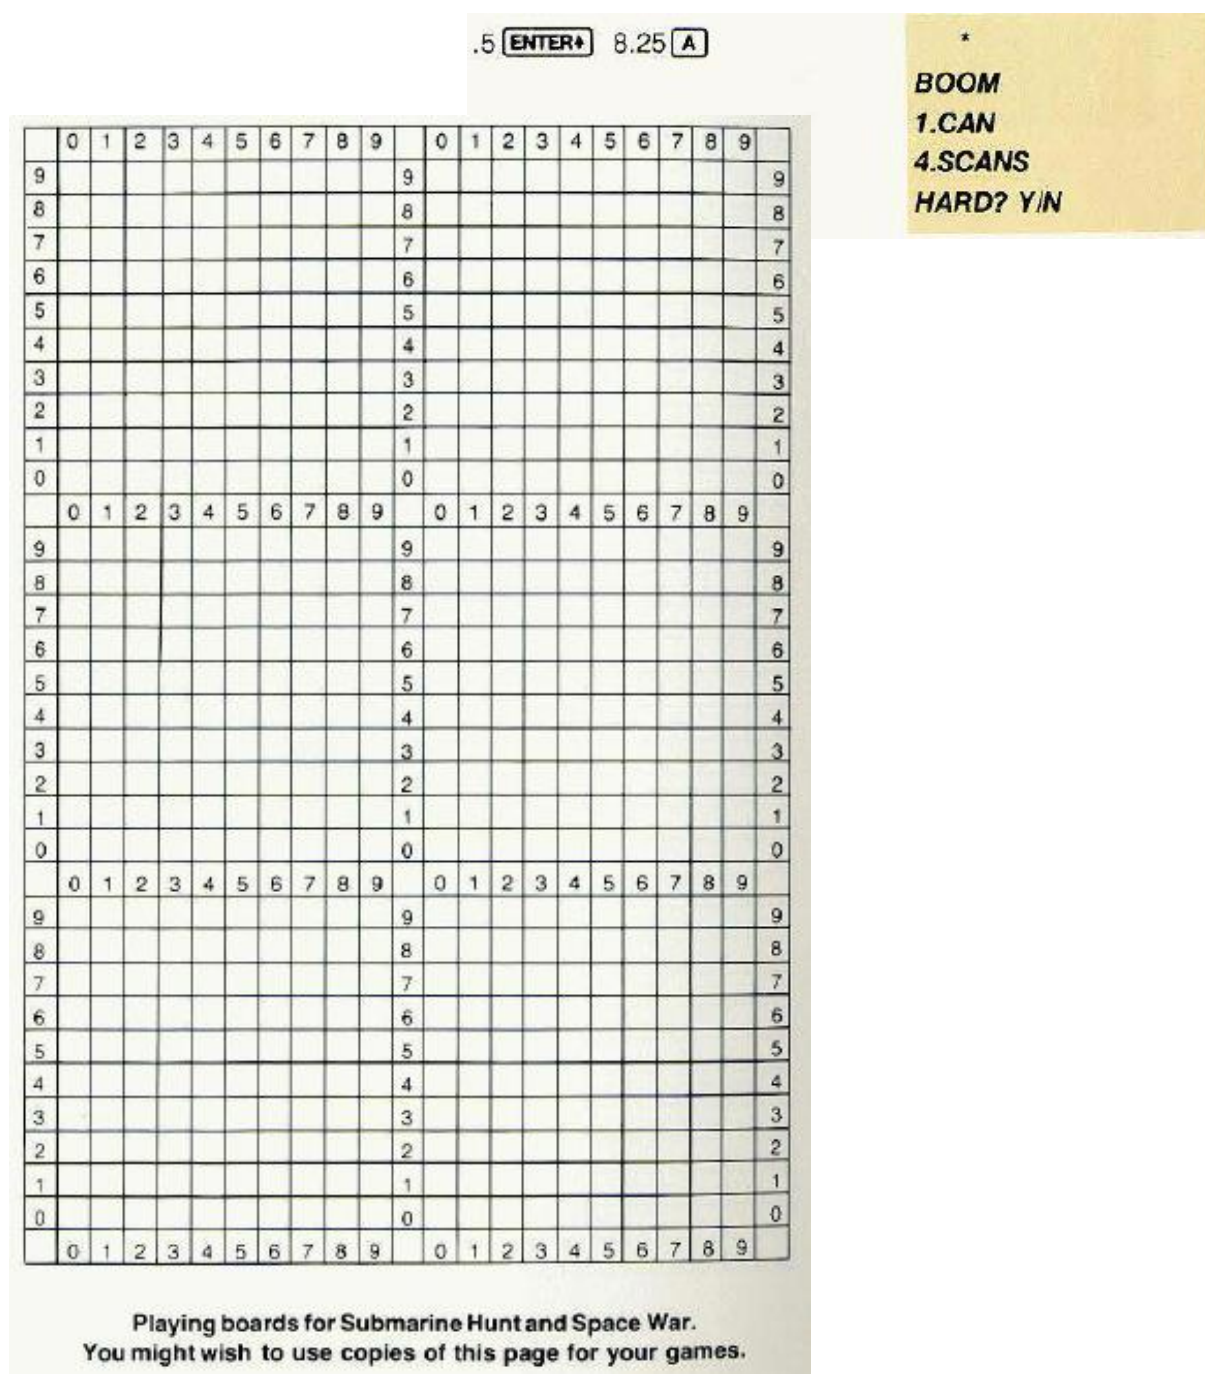 .5 ENTER↑ 8.25 A
*
BOOM
1.CAN
4.SCANS
HARD? Y/N
0 1 2 3 4 5 6 7 8 9 0 1 2 3 4 5 6 7 8 9
9 9 9
8 8 8
7 7 7
6 6 6
5 5 5
4 4 4
3 3 3
2 2 2
1 1 1
0 0 0
0 1 2 3 4 5 6 7 8 9 0 1 2 3 4 5 6 7 8 9
9 9 9
8 8 8
7 7 7
6 6 6
5 5 5
4 4 4
3 3 3
2 2 2
1 1 1
0 0 0
0 1 2 3 4 5 6 7 8 9 0 1 2 3 4 5 6 7 8 9
9 9 9
8 8 8
7 7 7
6 6 6
5 5 5
4 4 4
3 3 3
2 2 2
1 1 1
0 0 0
0 1 2 3 4 5 6 7 8 9 0 1 2 3 4 5 6 7 8 9
Playing boards for Submarine Hunt and Space War.
You might wish to use copies of this page for your games.